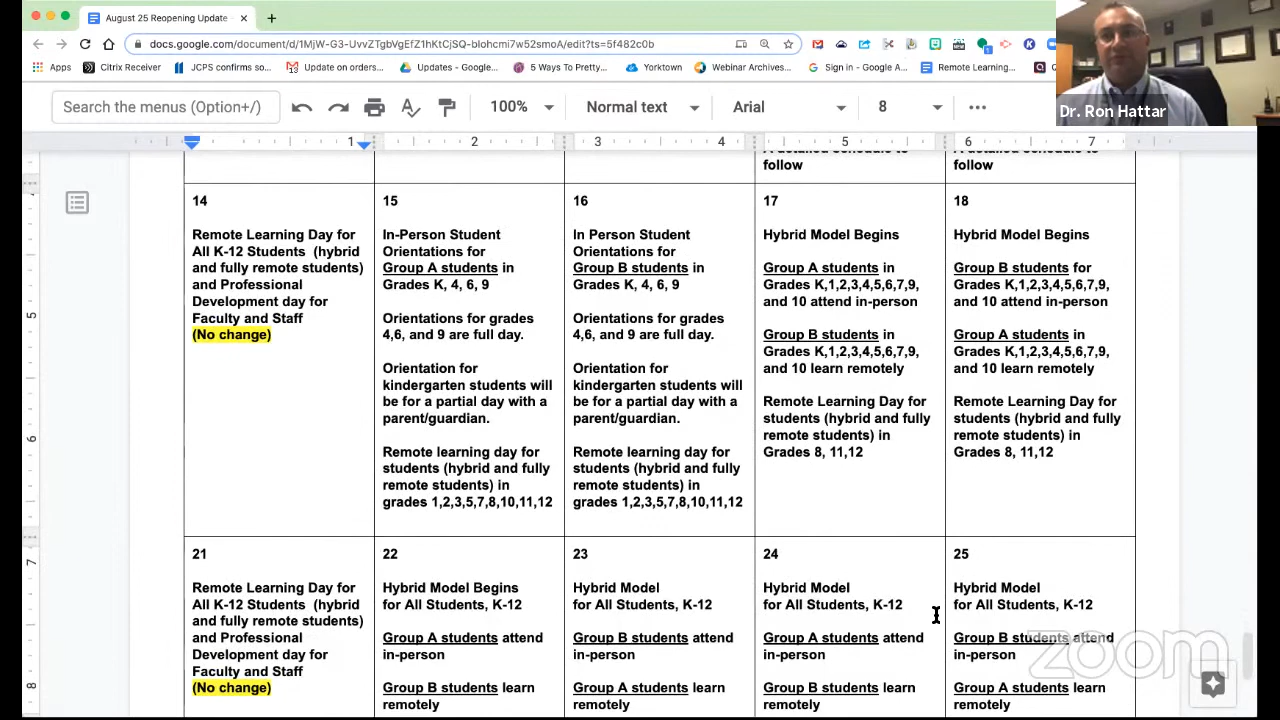 August 25 Reopening Update
docs.google.com/document/d/1MjW-G3-UwvZTgbVgEfZ1hKtCjSQ-blohcmi7w52smoA/edit?ts=5f482c0b
Apps
Citrix Receiver
JCPS confirms so...
Update on orders...
Updates - Google...
5 Ways To Pretty...
Yorktown
Webinar Archives...
Sign in - Google A...
Remote Learning...
Dr. Ron Hattar
Search the menus (Option+/)
100%
Normal text
Arial
8
1 2 3 4 5 6 7
follow
follow
14
Remote Learning Day for
All K-12 Students (hybrid
and fully remote students)
and Professional
Development day for
Faculty and Staff
(No change)
15
In-Person Student
Orientations for
Group A students in
Grades K, 4, 6, 9
Orientations for grades
4,6, and 9 are full day.
Orientation for
kindergarten students will
be for a partial day with a
parent/guardian.
Remote learning day for
students (hybrid and fully
remote students) in
grades 1,2,3,5,7,8,10,11,12
16
In Person Student
Orientations for
Group B students in
Grades K, 4, 6, 9
Orientations for grades
4,6, and 9 are full day.
Orientation for
kindergarten students will
be for a partial day with a
parent/guardian.
Remote learning day for
students (hybrid and fully
remote students) in
grades 1,2,3,5,7,8,10,11,12
17
Hybrid Model Begins
Group A students in
Grades K,1,2,3,4,5,6,7,9,
and 10 attend in-person
Group B students in
Grades K,1,2,3,4,5,6,7,9,
and 10 learn remotely
Remote Learning Day for
students (hybrid and fully
remote students) in
Grades 8, 11,12
18
Hybrid Model Begins
Group B students for
Grades K,1,2,3,4,5,6,7,9,
and 10 attend in-person
Group A students in
Grades K,1,2,3,4,5,6,7,9,
and 10 learn remotely
Remote Learning Day for
students (hybrid and fully
remote students) in
Grades 8, 11,12
21
Remote Learning Day for
All K-12 Students (hybrid
and fully remote students)
and Professional
Development day for
Faculty and Staff
(No change)
22
Hybrid Model Begins
for All Students, K-12
Group A students attend
in-person
Group B students learn
remotely
23
Hybrid Model
for All Students, K-12
Group B students attend
in-person
Group A students learn
remotely
24
Hybrid Model
for All Students, K-12
Group A students attend
in-person
Group B students learn
remotely
25
Hybrid Model
for All Students, K-12
Group B students attend
in-person
Group A students learn
remotely
5
6
7
8
zoom